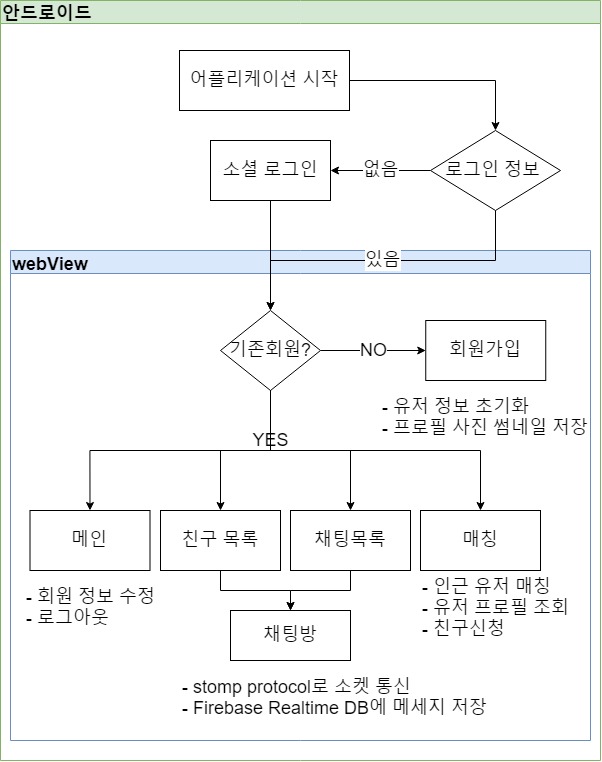 안드로이드
어플리케이션 시작
소셜 로그인
없음
로그인 정보
있음
webView
기존회원?
NO
회원가입
- 유저 정보 초기화
- 프로필 사진 썸네일 저장
YES
메인
친구 목록
채팅목록
매칭
- 회원 정보 수정
- 로그아웃
- 인근 유저 매칭
- 유저 프로필 조회
- 친구신청
채팅방
- stomp protocol로 소켓 통신
- Firebase Realtime DB에 메세지 저장